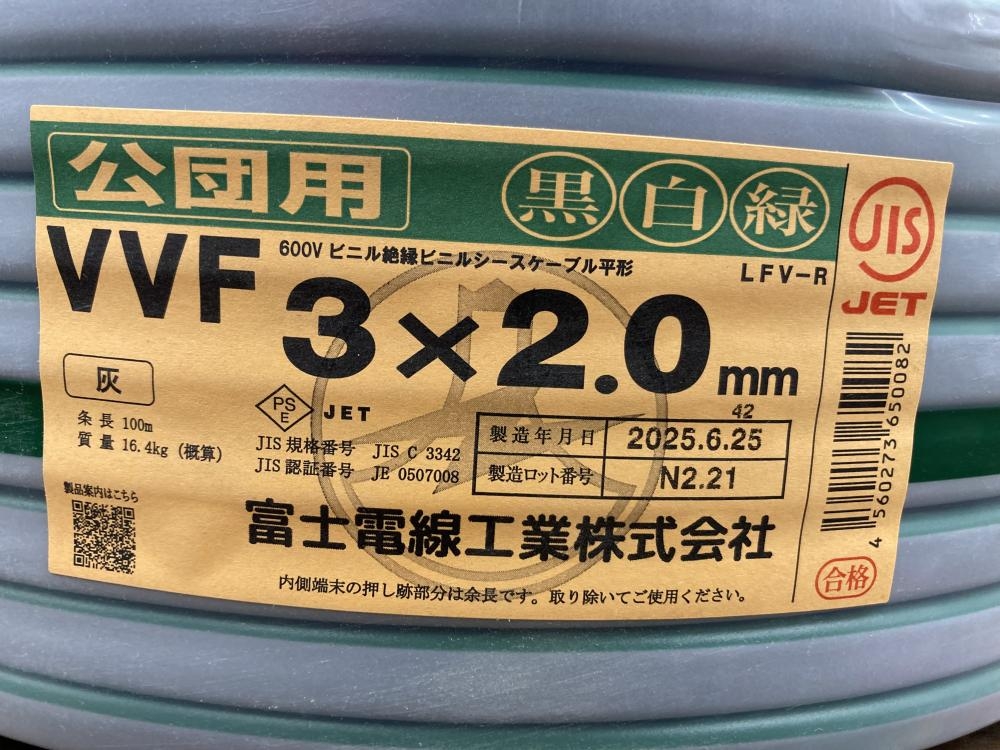 公団用 黒 白 緑
VVF 600V ビニル絶縁ビニルシースケーブル平形 LFV-R
3×2.0mm
42
灰
条長 100m
質量 16.4kg (概算)
製品案内はこちら
PS
E
JET
JIS 規格番号 JIS C 3342
JIS 認証番号 JE 0507008
製造年月日 2025.6.25
製造ロット番号 N2.21
富士電線工業株式会社
内側端末の押し跡部分は余長です。取り除いてご使用ください。
JIS
JET
4 560273 650082
合格